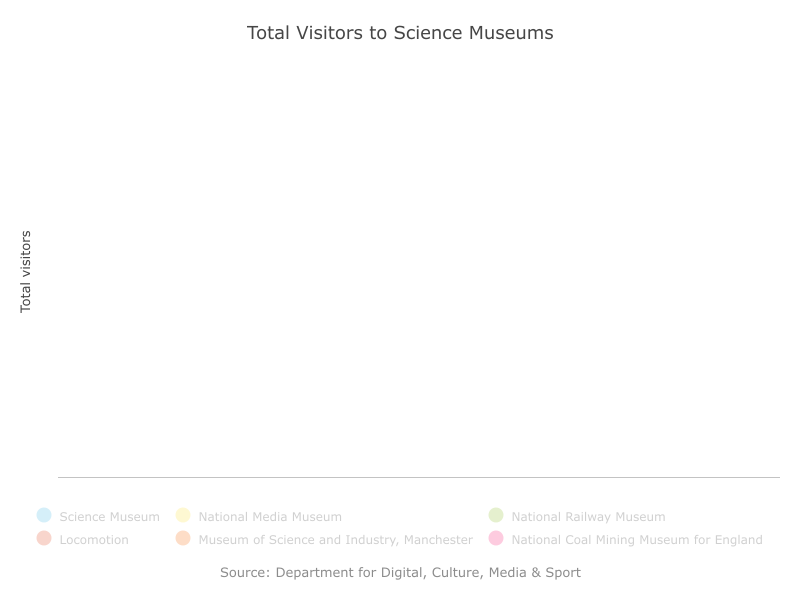 Total Visitors to Science Museums
Total visitors
Science Museum
National Media Museum
National Railway Museum
Locomotion
Museum of Science and Industry, Manchester
National Coal Mining Museum for England
Source: Department for Digital, Culture, Media & Sport